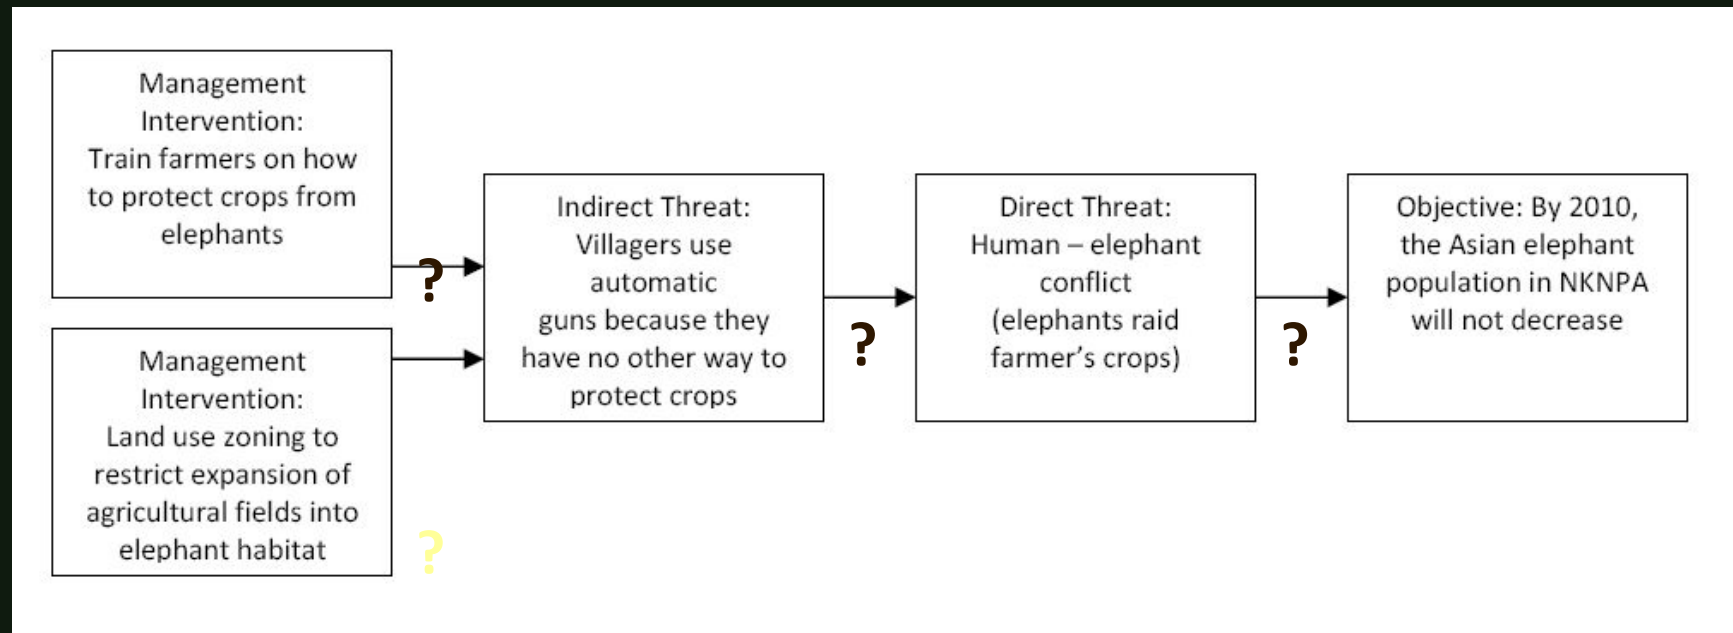 Management
Intervention:
Train farmers on how
to protect crops from
elephants
?
Management
Intervention:
Land use zoning to
restrict expansion of
agricultural fields into
elephant habitat
?
Indirect Threat:
Villagers use
automatic
guns because they
have no other way to
protect crops
?
Direct Threat:
Human – elephant
conflict
(elephants raid
farmer’s crops)
?
Objective: By 2010,
the Asian elephant
population in NKNPA
will not decrease